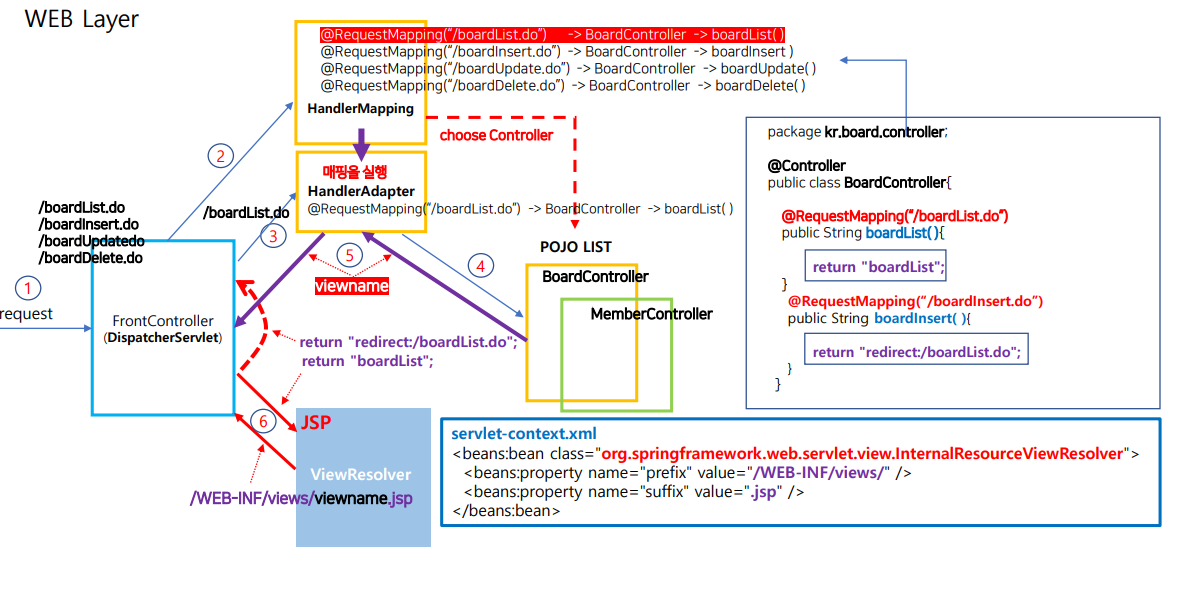 WEB Layer
@RequestMapping(“/boardList.do”) -> BoardController -> boardList( )
@RequestMapping(“/boardInsert.do”) -> BoardController -> boardInsert )
@RequestMapping(“/boardUpdate.do”) -> BoardController -> boardUpdate( )
@RequestMapping(“/boardDelete.do”) -> BoardController -> boardDelete( )
HandlerMapping
choose Controller
2
매핑을 실행
HandlerAdapter
@RequestMapping(“/boardList.do”) -> BoardController -> boardList( )
/boardList.do
/boardInsert.do
/boardUpdatedo
/boardDelete.do
/boardList.do
3
5
4
viewname
1
request
FrontController
(DispatcherServlet)
return "redirect:/boardList.do";
return "boardList";
POJO LIST
BoardController
MemberController
6
JSP
ViewResolver
/WEB-INF/views/viewname.jsp
package kr.board.controller;
@Controller
public class BoardController{
@RequestMapping(“/boardList.do”)
public String boardList(){
return "boardList";
}
@RequestMapping(“/boardInsert.do”)
public String boardInsert( ){
return "redirect:/boardList.do";
}
}
servlet-context.xml
<beans:bean class="org.springframework.web.servlet.view.InternalResourceViewResolver">
<beans:property name="prefix" value="/WEB-INF/views/" />
<beans:property name="suffix" value=".jsp" />
</beans:bean>